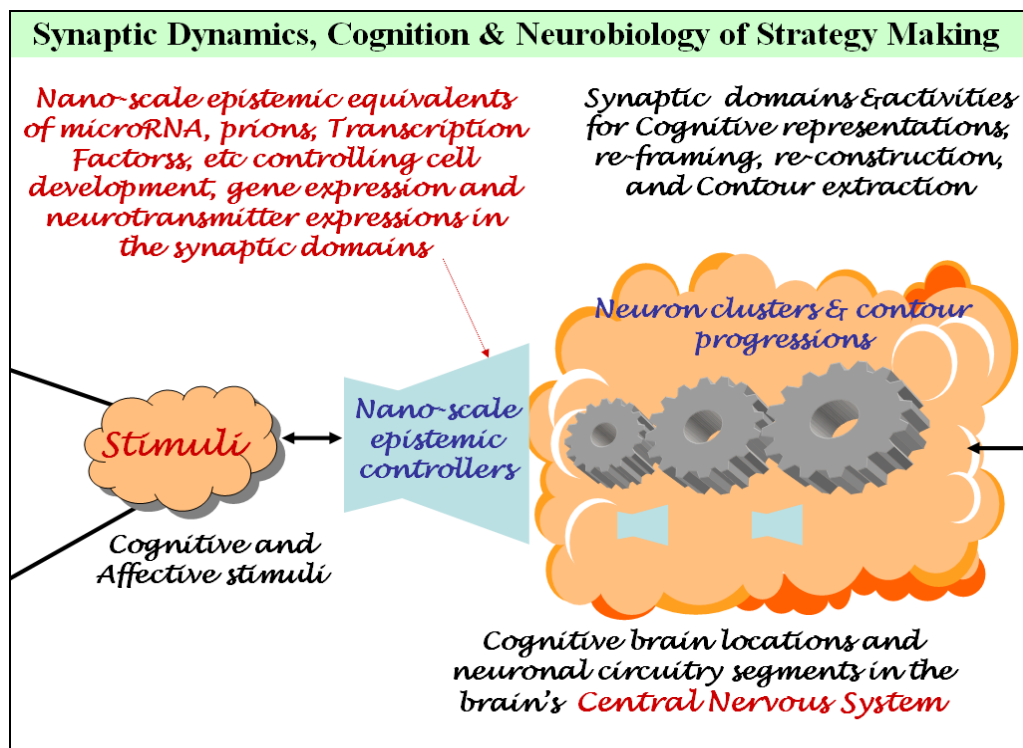 Synaptic Dynamics, Cognition & Neurobiology of Strategy Making
Nano-scale epistemic equivalents
of microRNA, prions, Transcription
Factorss, etc controlling cell
development, gene expression and
neurotransmitter expressions in
the synaptic domains
Synaptic domains &activities
for Cognitive representations,
re-framing, re-construction,
and Contour extraction
Neuron clusters & contour
progressions
Stimuli
Nano-scale
epistemic
controllers
Cognitive and
Affective stimuli
Cognitive brain locations and
neuronal circuitry segments in the
brain's Central Nervous System